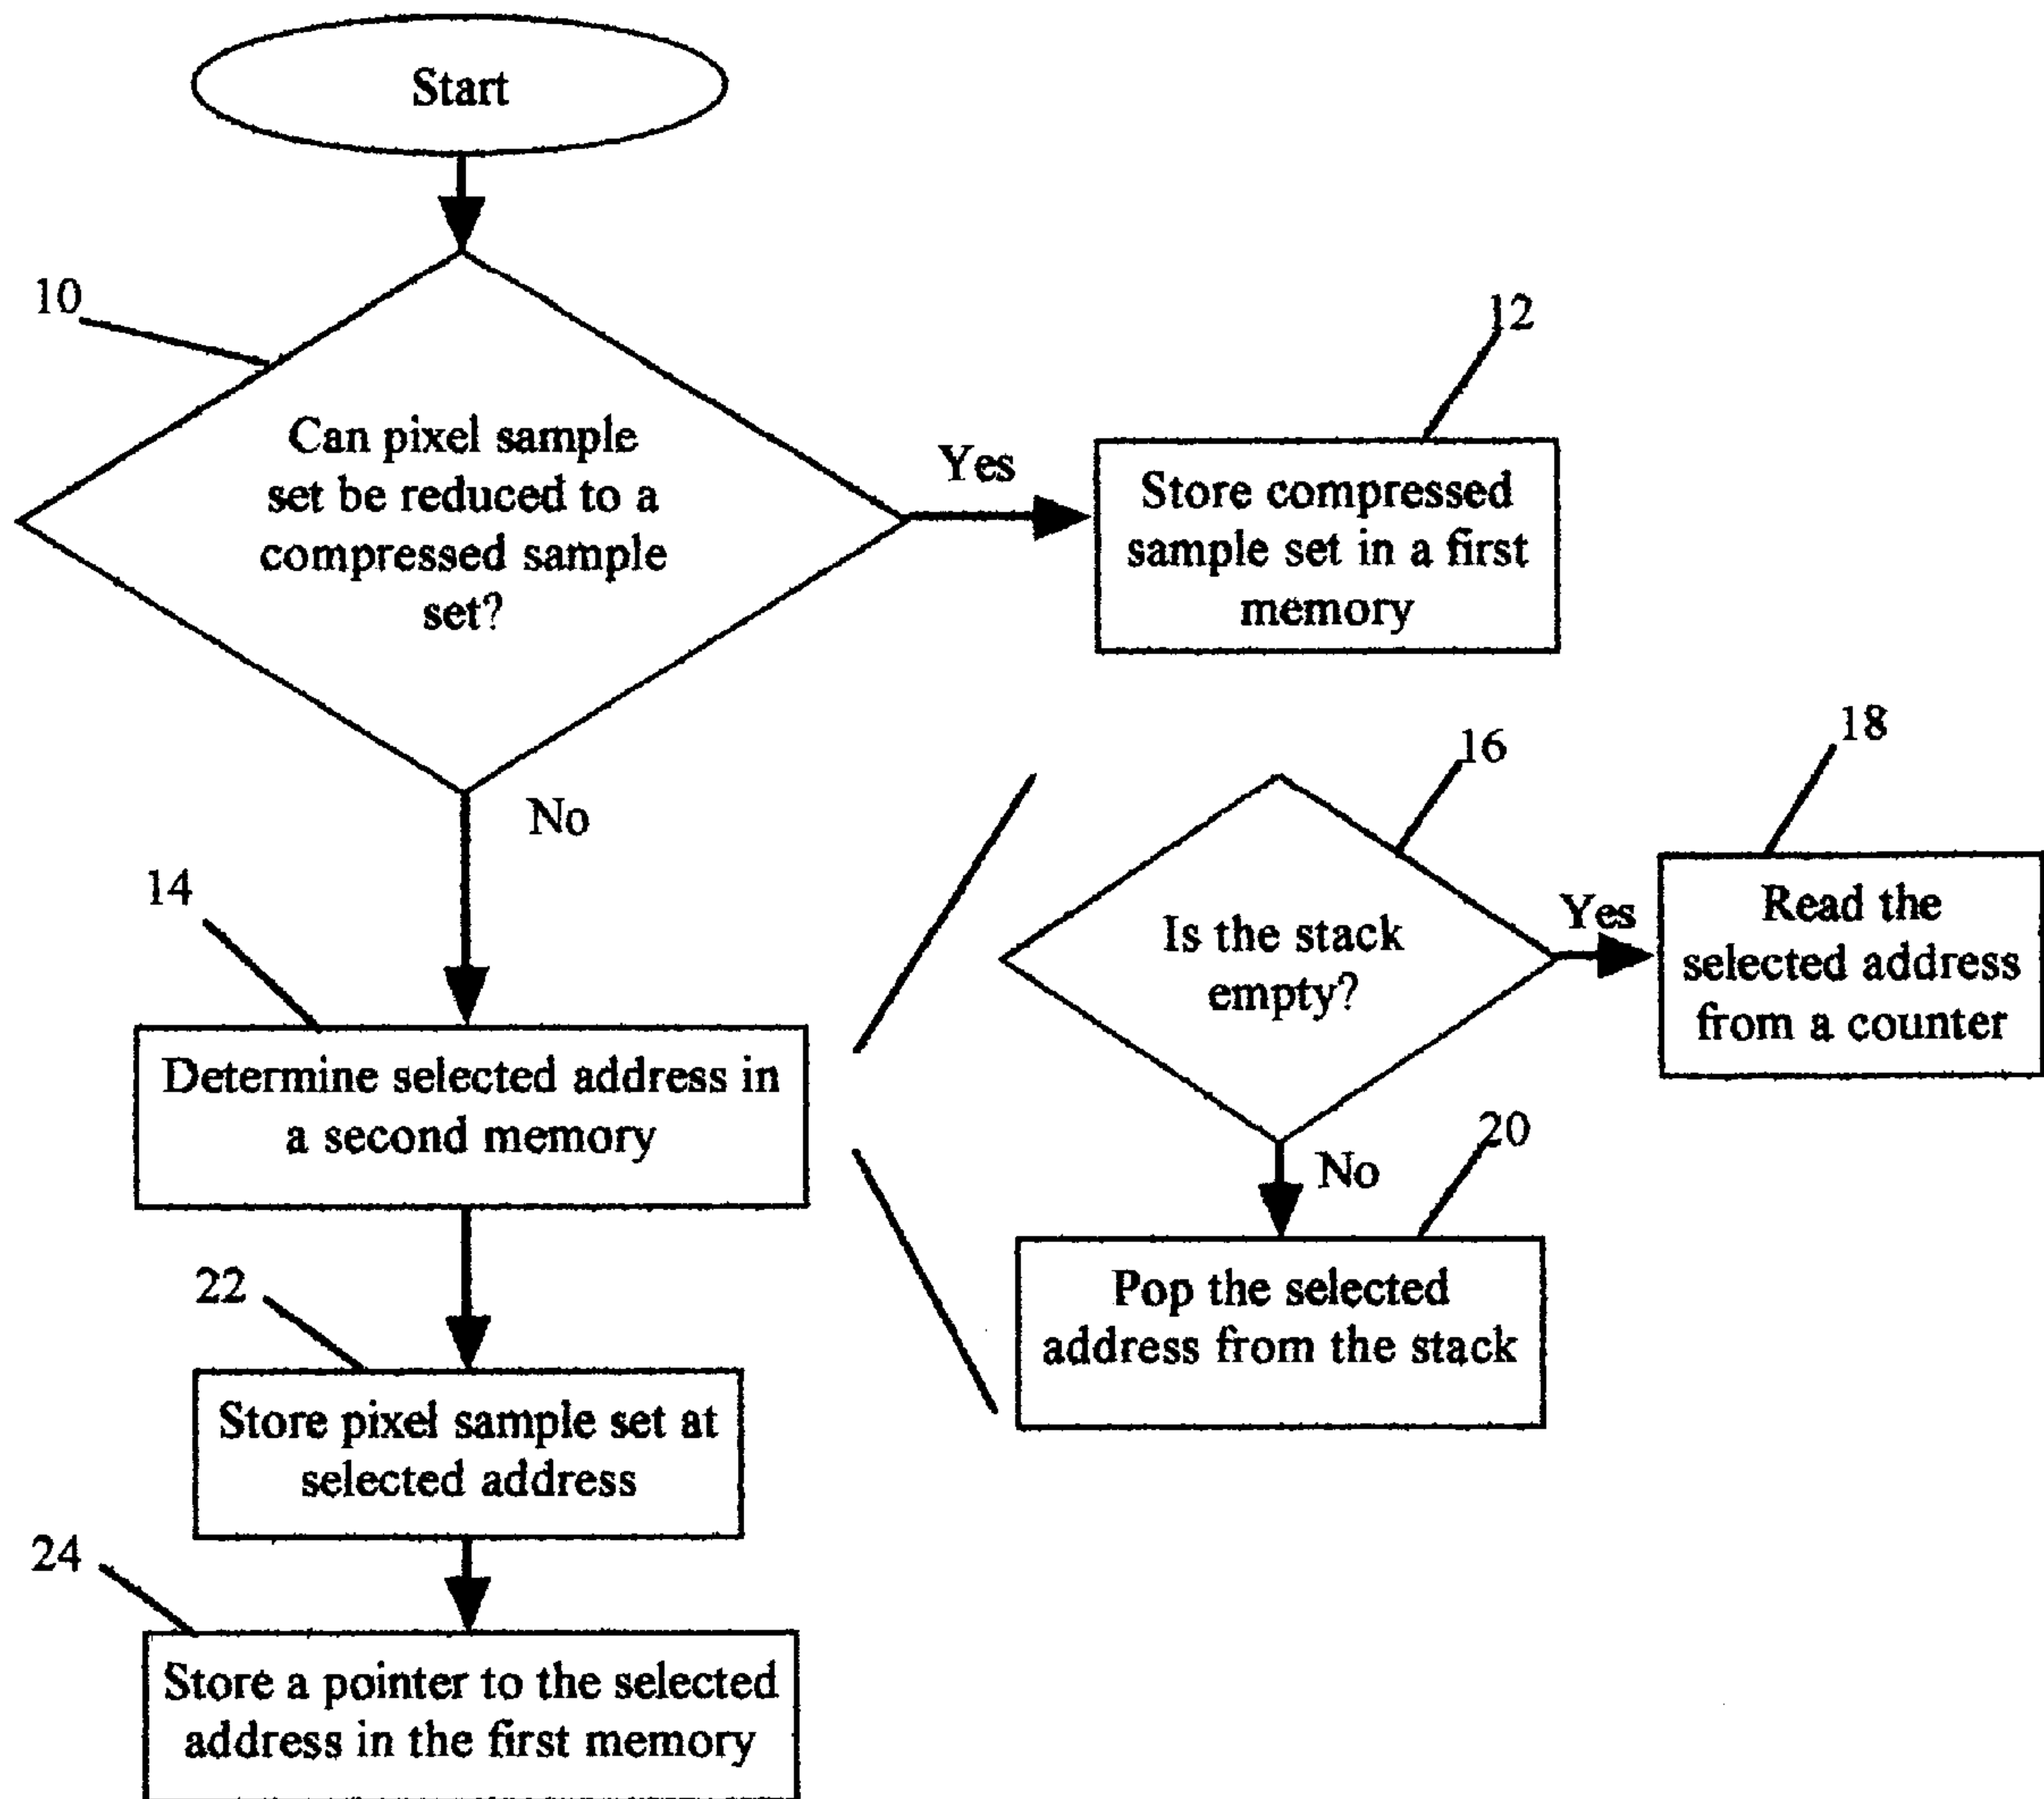 Start
10
Can pixel sample
set be reduced to a
compressed sample
set?
Yes
12
Store compressed
sample set in a first
memory
No
14
Determine selected address in
a second memory
16
Is the stack
empty?
Yes
18
Read the
selected address
from a counter
No
20
Pop the selected
address from the stack
22
Store pixel sample set at
selected address
24
Store a pointer to the selected
address in the first memory